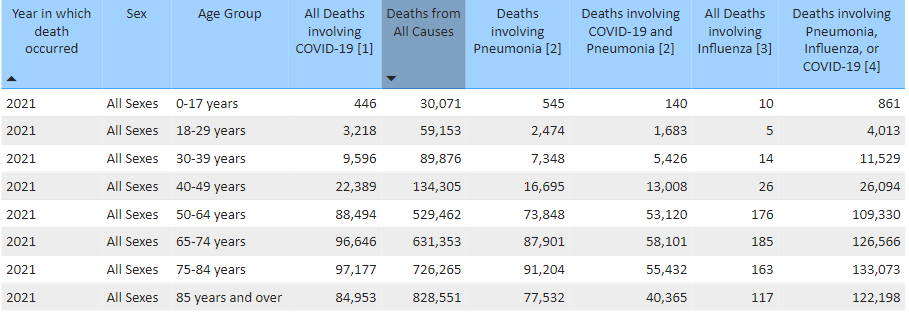 Year in which death occurred Sex Age Group All Deaths involving COVID-19 [1] Deaths from All Causes Deaths involving Pneumonia [2] Deaths involving COVID-19 and Pneumonia [2] All Deaths involving Influenza [3] Deaths involving Pneumonia, Influenza, or COVID-19 [4]
2021 All Sexes 0-17 years 446 30,071 545 140 10 861
2021 All Sexes 18-29 years 3,218 59,153 2,474 1,683 5 4,013
2021 All Sexes 30-39 years 9,596 89,876 7,348 5,426 14 11,529
2021 All Sexes 40-49 years 22,389 134,305 16,695 13,008 26 26,094
2021 All Sexes 50-64 years 88,494 529,462 73,848 53,120 176 109,330
2021 All Sexes 65-74 years 96,646 631,353 87,901 58,101 185 126,566
2021 All Sexes 75-84 years 97,177 726,265 91,204 55,432 163 133,073
2021 All Sexes 85 years and over 84,953 828,551 77,532 40,365 117 122,198